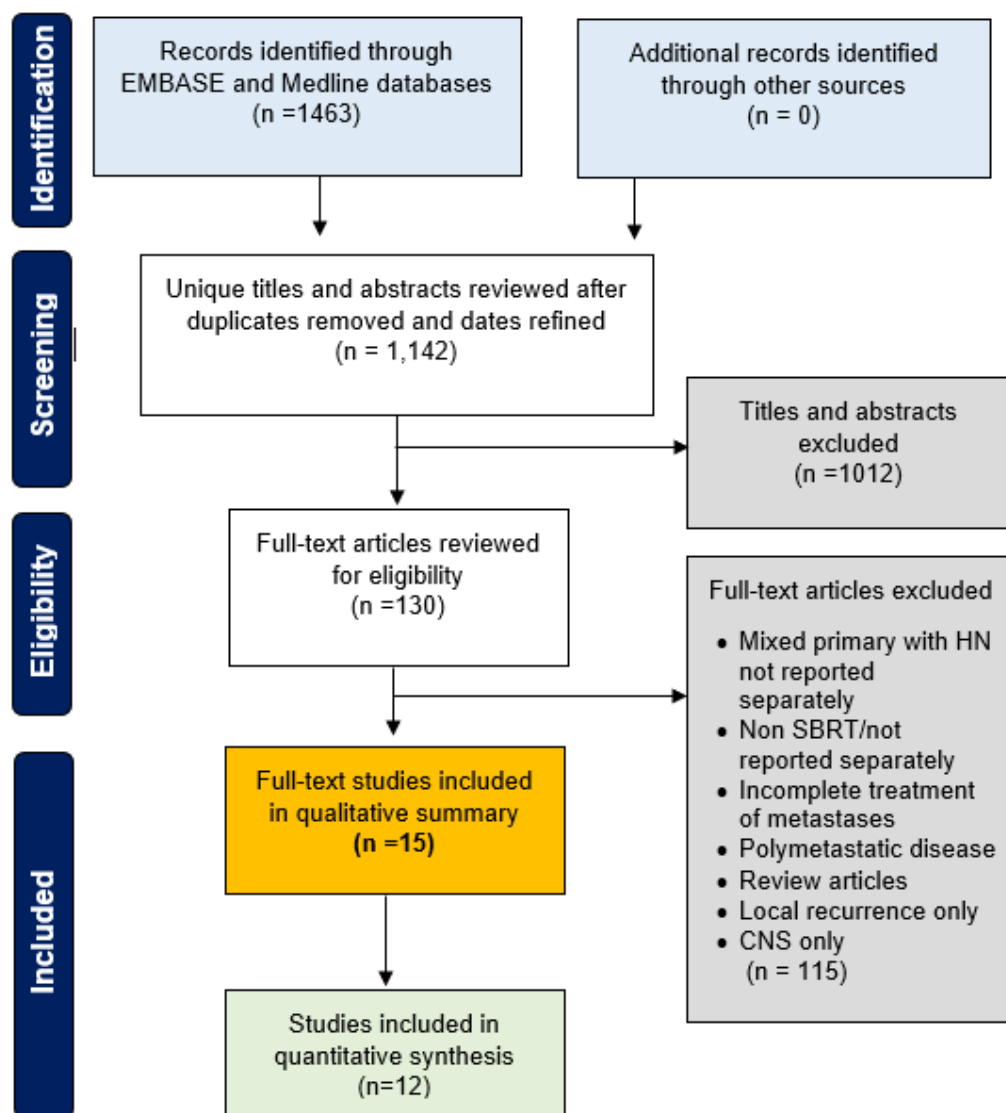 Identification
Records identified through
EMBASE and Medline databases
(n =1463)
Additional records identified
through other sources
(n = 0)
Screening
Unique titles and abstracts reviewed after
duplicates removed and dates refined
(n = 1,142)
Titles and abstracts
excluded
(n =1012)
Eligibility
Full-text articles reviewed
for eligibility
(n =130)
Full-text articles excluded
• Mixed primary with HN
not reported
separately
• Non SBRT/not
reported separately
• Incomplete treatment
of metastases
• Polymetastatic disease
• Review articles
• Local recurrence only
• CNS only
(n = 115)
Included
Full-text studies included
in qualitative summary
(n =15)
Studies included in
quantitative synthesis
(n=12)